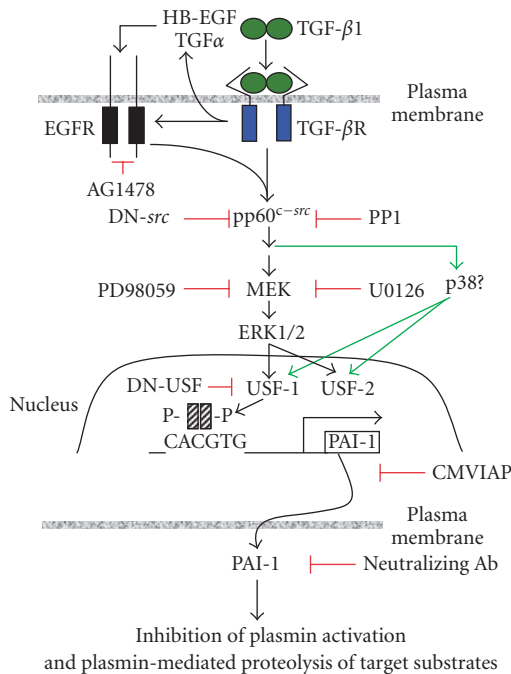 HB-EGF
TGFα
TGF-β1
Plasma
membrane
EGFR
TGF-βR
AG1478
DN-src
pp60c−src
PP1
PD98059
MEK
U0126
p38?
ERK1/2
Nucleus
DN-USF
USF-1
USF-2
P-
-P
CACGTG
PAI-1
CMVIAP
Plasma
membrane
PAI-1
Neutralizing Ab
Inhibition of plasmin activation
and plasmin-mediated proteolysis of target substrates